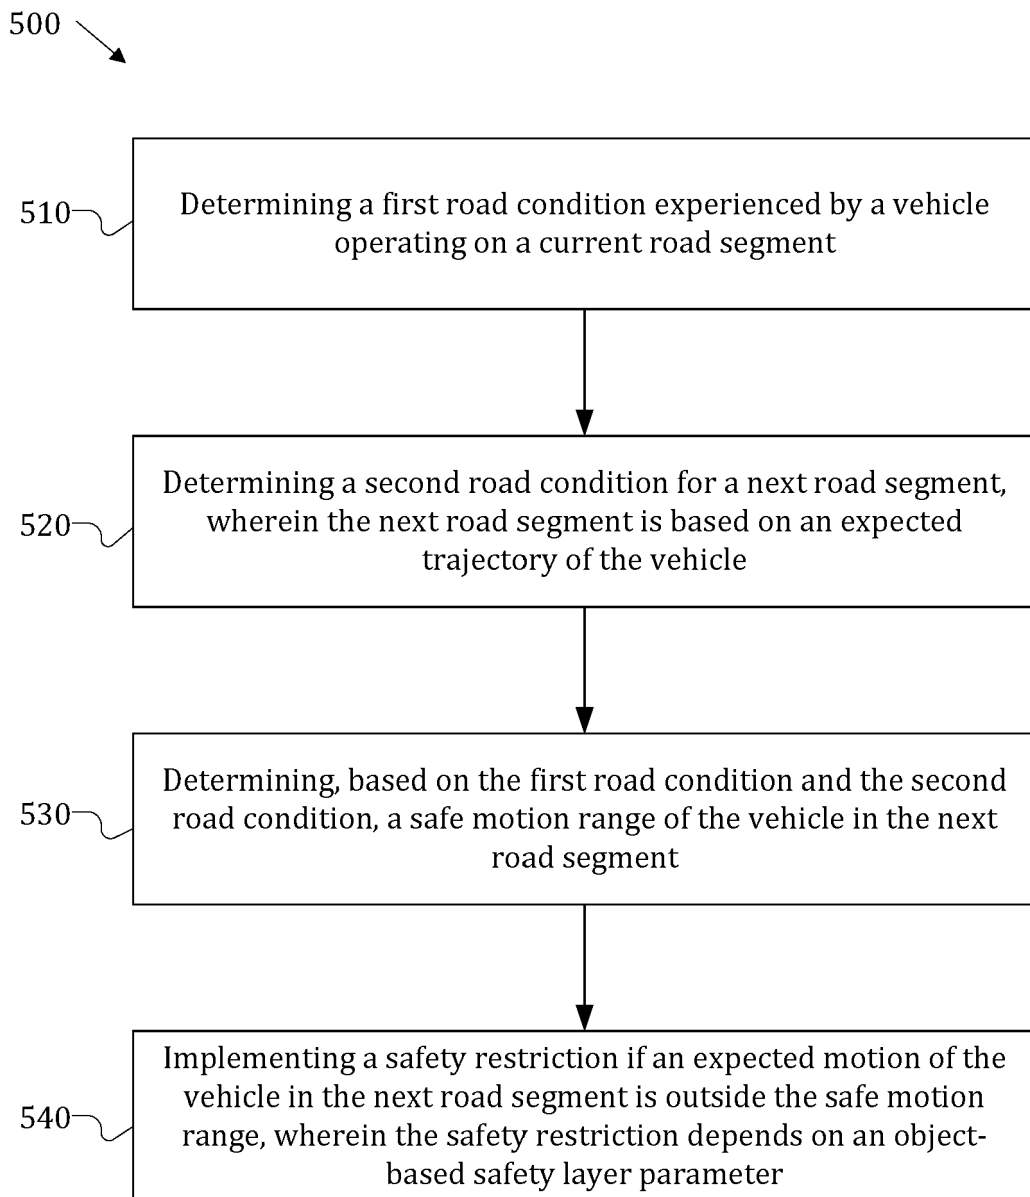 500
510
Determining a first road condition experienced by a vehicle
operating on a current road segment
520
Determining a second road condition for a next road segment,
wherein the next road segment is based on an expected
trajectory of the vehicle
530
Determining, based on the first road condition and the second
road condition, a safe motion range of the vehicle in the next
road segment
540
Implementing a safety restriction if an expected motion of the
vehicle in the next road segment is outside the safe motion
range, wherein the safety restriction depends on an object-
based safety layer parameter